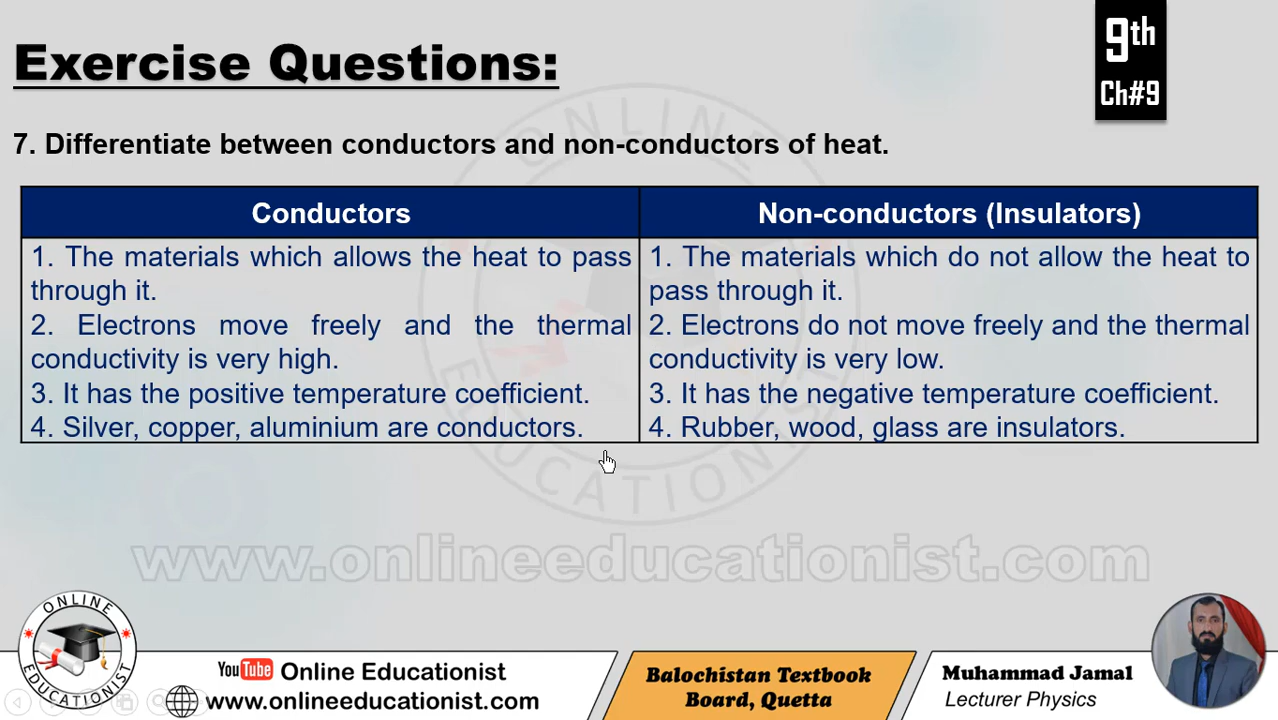 Exercise Questions:
9th
Ch#9
7. Differentiate between conductors and non-conductors of heat.
Conductors
Non-conductors (Insulators)
1. The materials which allows the heat to pass
through it.
2. Electrons move freely and the thermal
conductivity is very high.
3. It has the positive temperature coefficient.
4. Silver, copper, aluminium are conductors.
1. The materials which do not allow the heat to
pass through it.
2. Electrons do not move freely and the thermal
conductivity is very low.
3. It has the negative temperature coefficient.
4. Rubber, wood, glass are insulators.
ONLINE
EDUCATIONIST
www.onlineeducationist.com
ONLINE
EDUCATIONIST
YouTube Online Educationist
www.onlineeducationist.com
Balochistan Textbook
Board, Quetta
Muhammad Jamal
Lecturer Physics